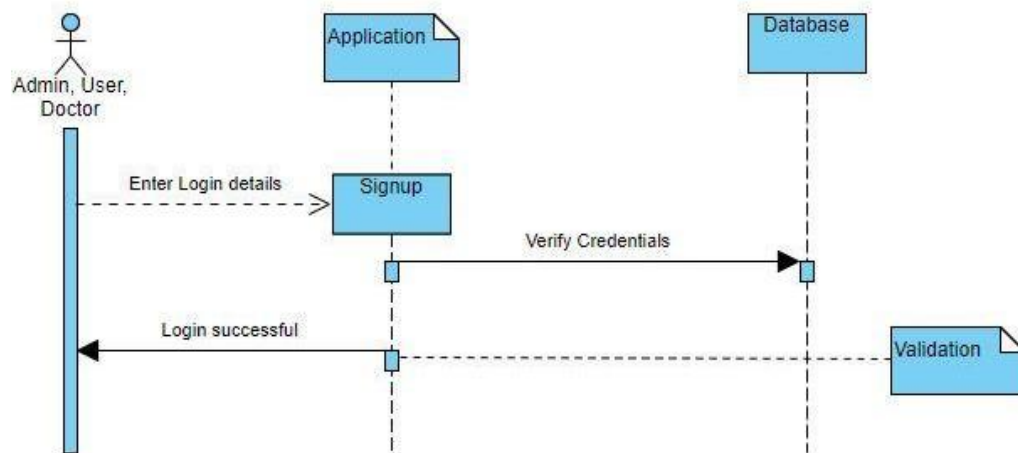 Application
Database
Admin, User,
Doctor
Enter Login details
Signup
Verify Credentials
Login successful
Validation